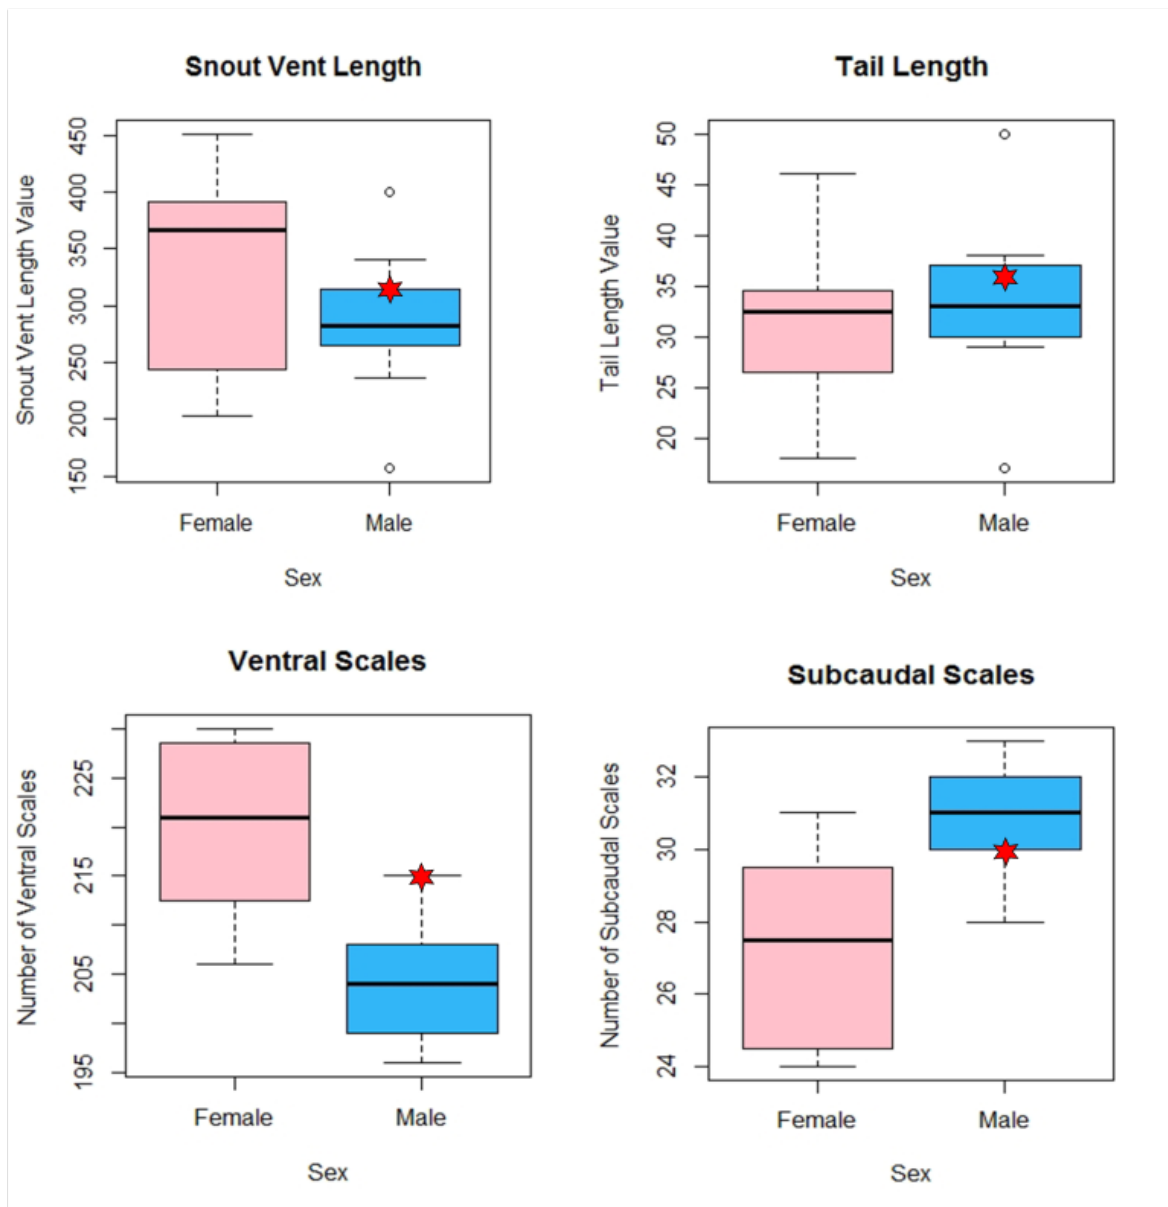 Snout Vent Length
Snout Vent Length Value
450
400
350
300
250
200
150
Female Male
Sex
Tail Length
Tail Length Value
50
45
40
35
30
25
20
Female Male
Sex
Ventral Scales
Number of Ventral Scales
225
215
205
195
Female Male
Sex
Subcaudal Scales
Number of Subcaudal Scales
32
30
28
26
24
Female Male
Sex